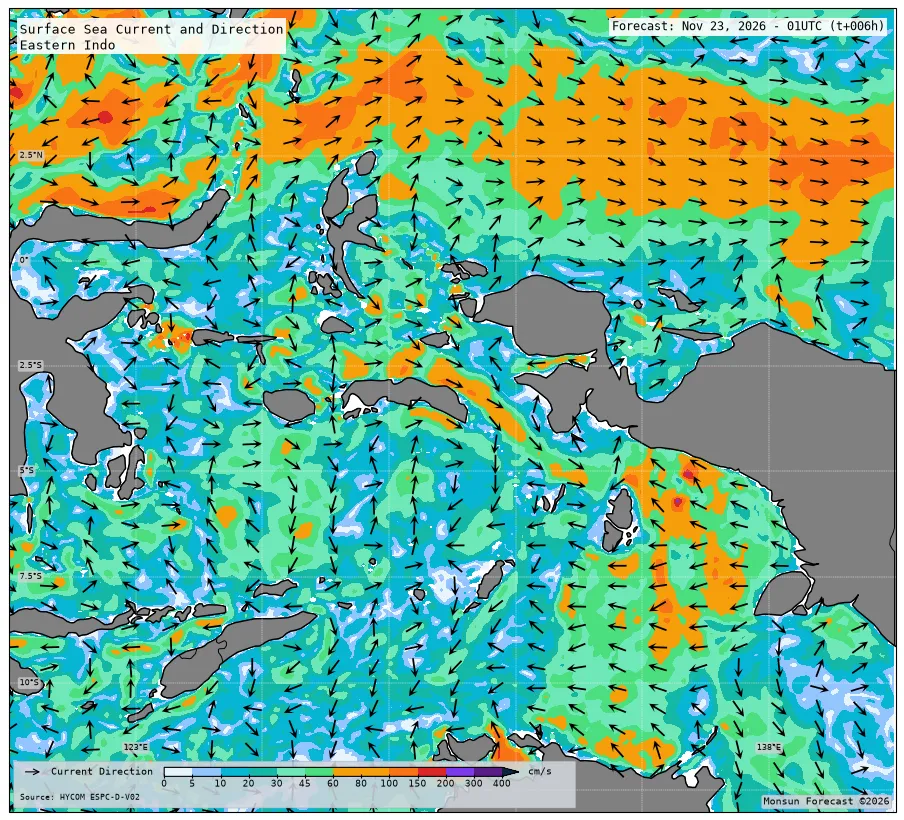 Surface Sea Current and Direction
Eastern Indo
Forecast: Nov 23, 2026 - 01UTC (t+006h)
2.5°N
0°
2.5°S
5°S
7.5°S
10°S
123°E
138°E
Current Direction
0 5 10 20 30 45 60 80 100 150 200 300 400
cm/s
Source: HYCOM ESPC-D-V02
Monsun Forecast ©2026